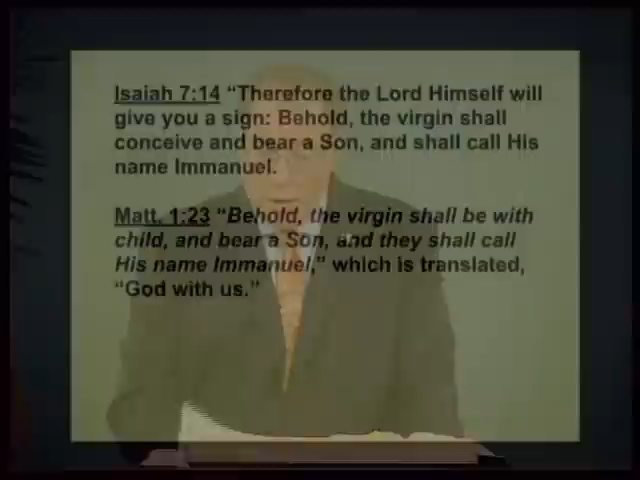 Isaiah 7:14 “Therefore the Lord Himself will
give you a sign: Behold, the virgin shall
conceive and bear a Son, and shall call His
name Immanuel.
Matt. 1:23 “Behold, the virgin shall be with
child, and bear a Son, and they shall call
His name Immanuel,” which is translated,
“God with us.”